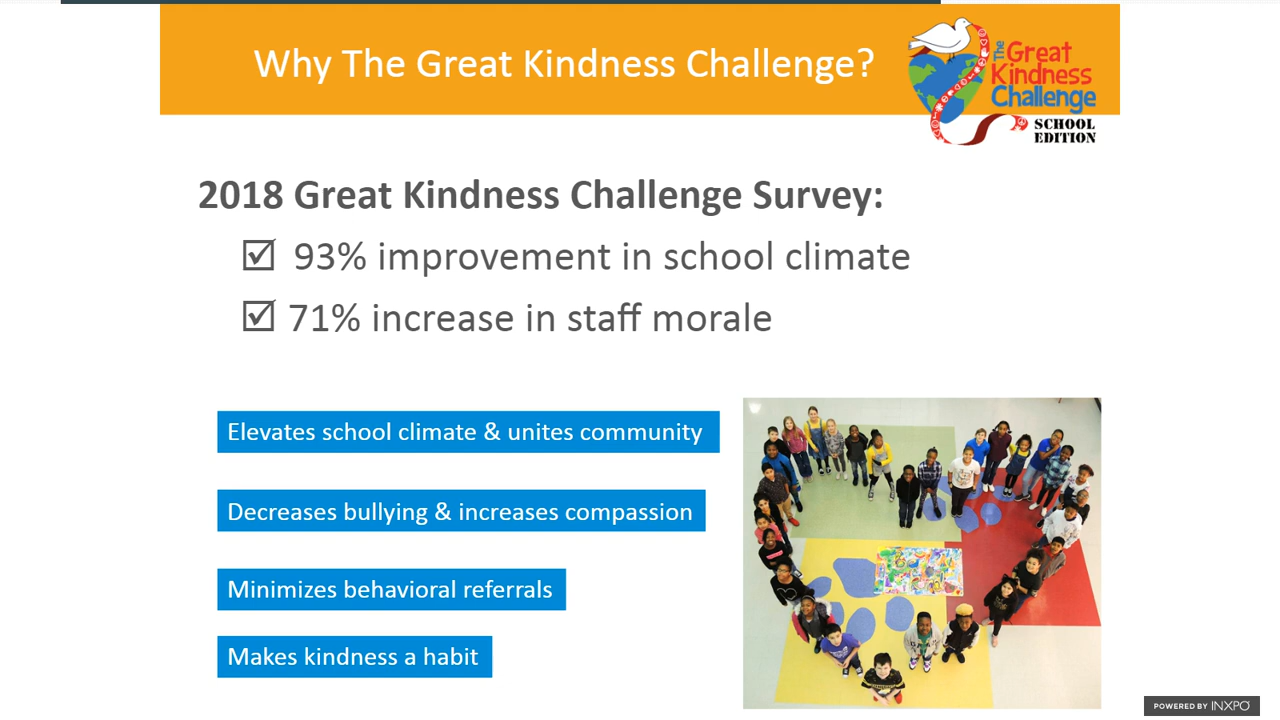 Why The Great Kindness Challenge?
The
Great
Kindness
Challenge
SCHOOL
EDITION
2018 Great Kindness Challenge Survey:
93% improvement in school climate
71% increase in staff morale
Elevates school climate & unites community
Decreases bullying & increases compassion
Minimizes behavioral referrals
Makes kindness a habit
POWERED BY INXPO